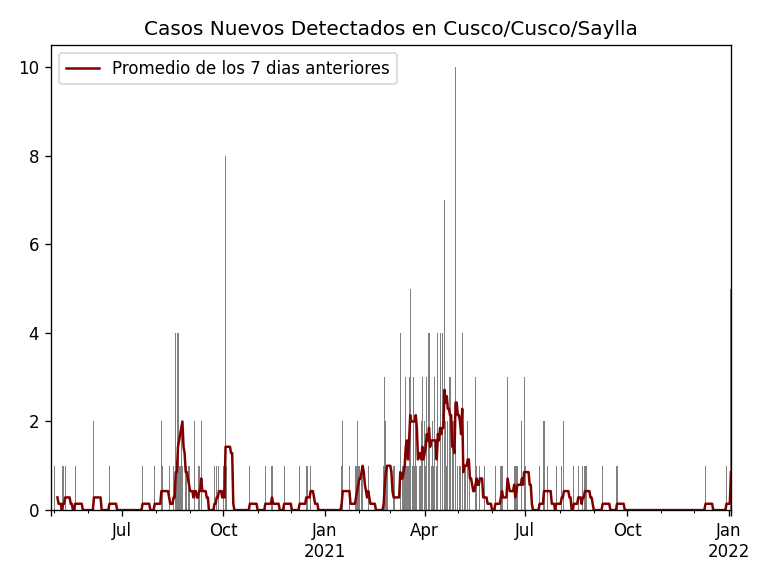 Casos Nuevos Detectados en Cusco/Cusco/Saylla
Promedio de los 7 dias anteriores
10
8
6
4
2
0
Jul
Oct
Jan
2021
Apr
Jul
Oct
Jan
2022